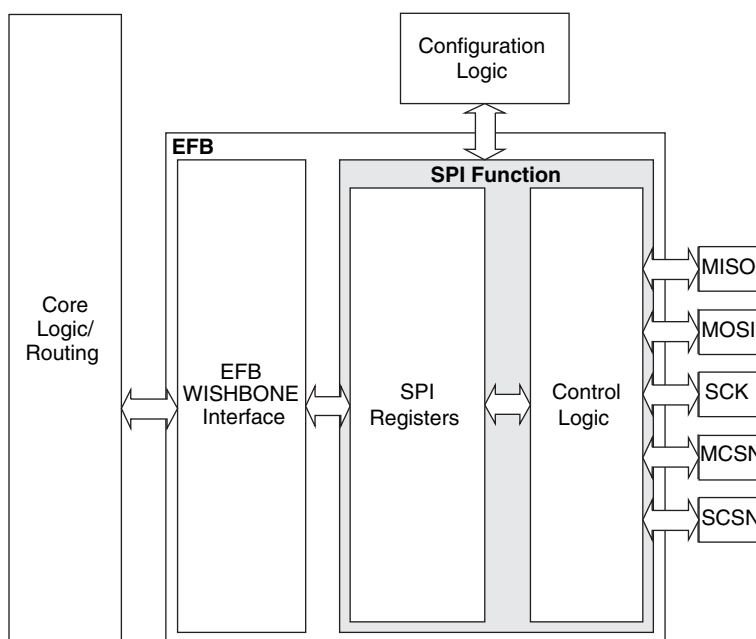 Configuration
Logic
EFB
SPI Function
Core
Logic/
Routing
EFB
WISHBONE
Interface
SPI
Registers
Control
Logic
MISO
MOSI
SCK
MCSN
SCSN